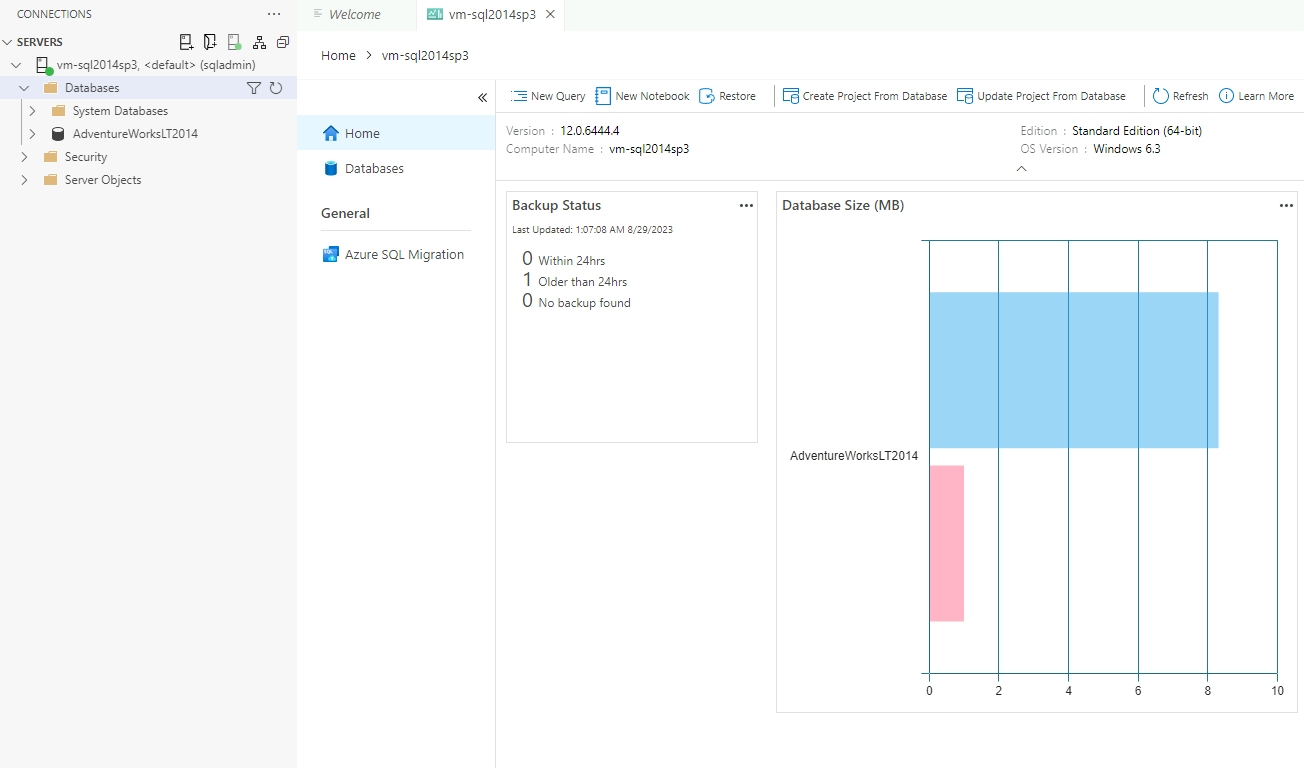 CONNECTIONS
SERVERS
vm-sql2014sp3, <default> (sqladmin)
Databases
System Databases
AdventureWorksLT2014
Security
Server Objects
Welcome
vm-sql2014sp3
Home > vm-sql2014sp3
Home
Databases
General
Azure SQL Migration
New Query New Notebook Restore Create Project From Database Update Project From Database Refresh Learn More
Version : 12.0.6444.4
Computer Name : vm-sql2014sp3
Edition : Standard Edition (64-bit)
OS Version : Windows 6.3
Backup Status
Last Updated: 1:07:08 AM 8/29/2023
0 Within 24hrs
1 Older than 24hrs
0 No backup found
Database Size (MB)
AdventureWorksLT2014
0 2 4 6 8 10